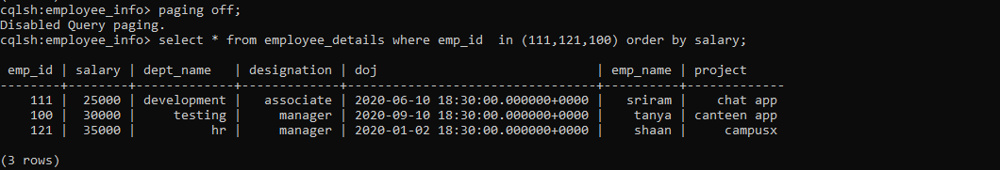 cqlsh:employee_info> paging off;
Disabled Query paging.
cqlsh:employee_info> select * from employee_details where emp_id  in (111,121,100) order by salary;
 emp_id | salary | dept_name   | designation | doj                             | emp_name | project
--------+--------+-------------+-------------+---------------------------------+----------+-------------
    111 |  25000 | development |   associate | 2020-06-10 18:30:00.000000+0000 |   sriram |    chat app
    100 |  30000 |     testing |     manager | 2020-09-10 18:30:00.000000+0000 |    tanya | canteen app
    121 |  35000 |          hr |     manager | 2020-01-02 18:30:00.000000+0000 |    shaan |     campusx
(3 rows)